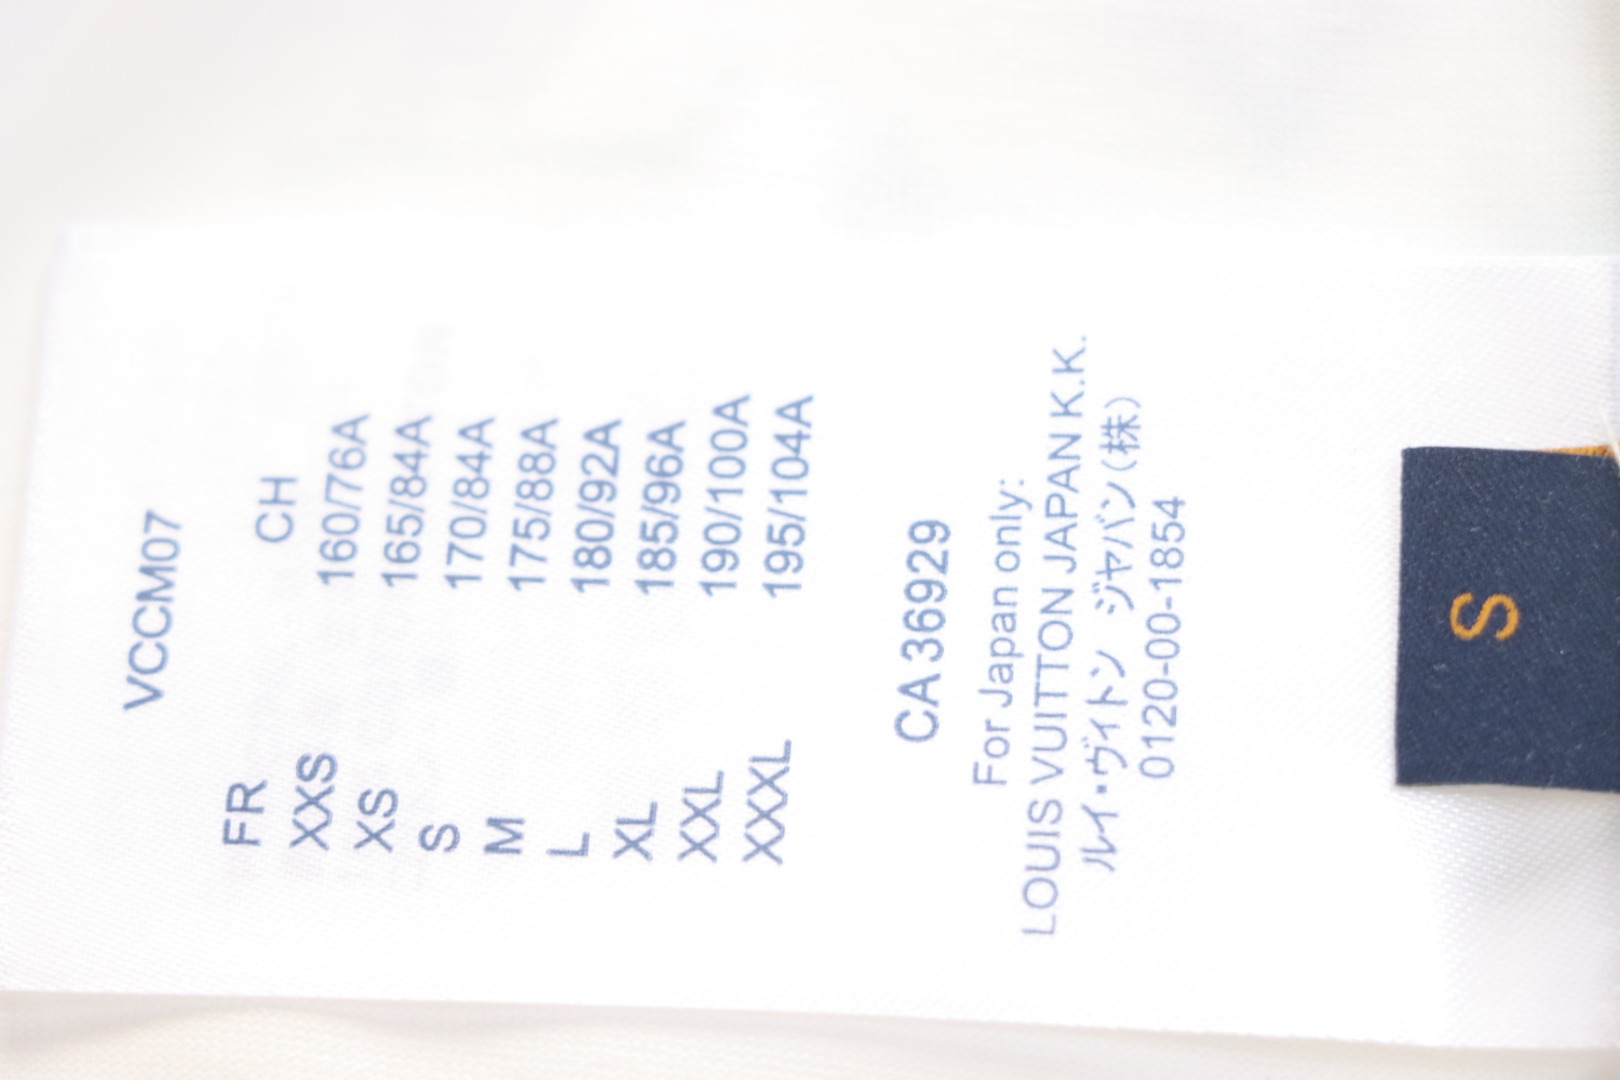 VCCM07
FR CH
XXS 160/76A
XS 165/84A
S 170/84A
M 175/88A
L 180/92A
XL 185/96A
XXL 190/100A
XXXL 195/104A
CA 36929
For Japan only:
LOUIS VUITTON JAPAN K.K.
ルイ・ヴィトン ジャパン(株)
0120-00-1854
S